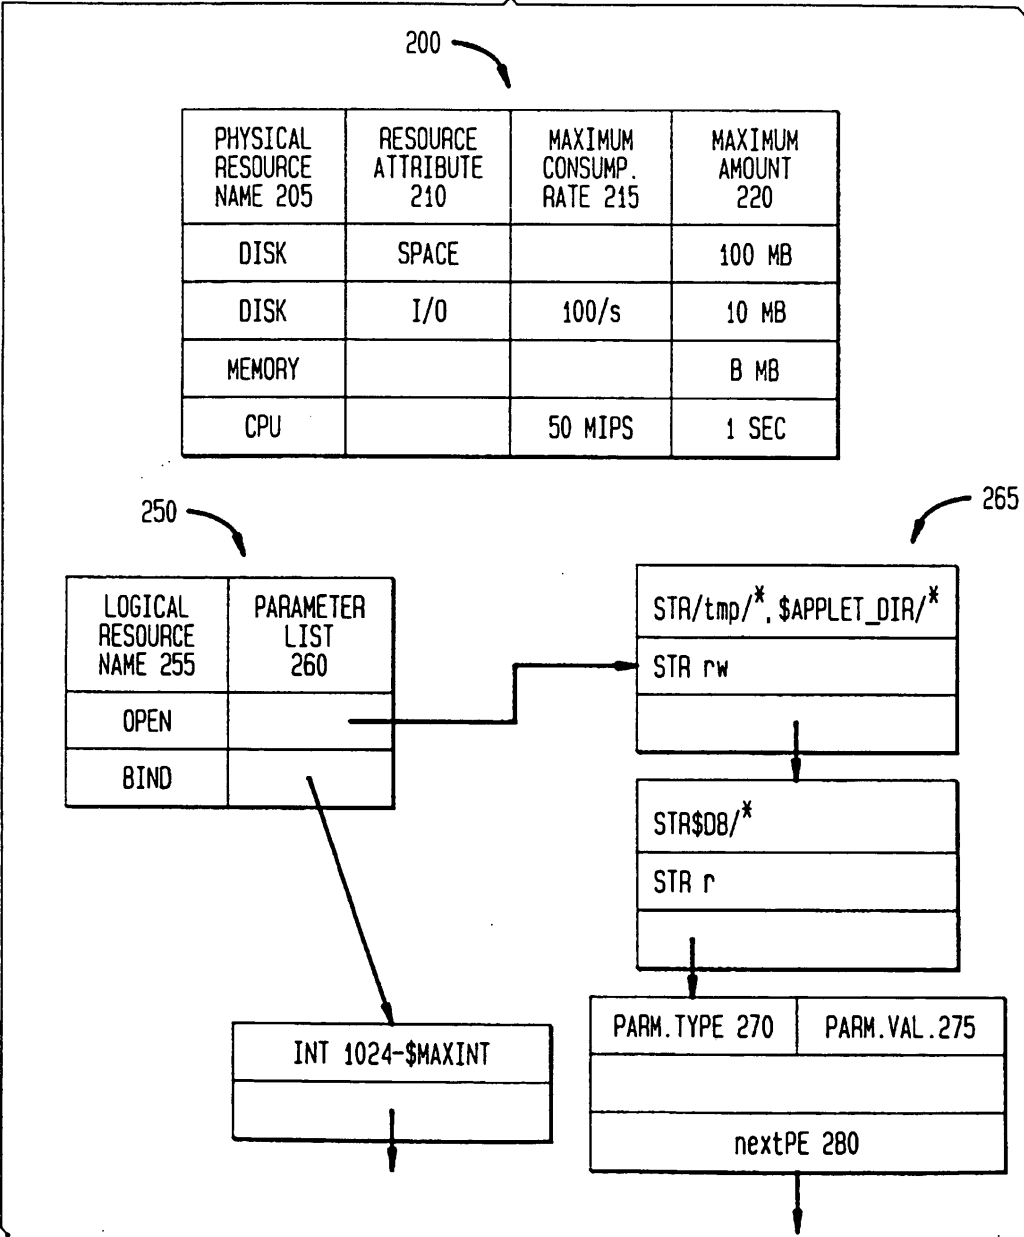 200
PHYSICAL RESOURCE NAME 205
RESOURCE ATTRIBUTE 210
MAXIMUM CONSUMP. RATE 215
MAXIMUM AMOUNT 220
DISK SPACE 100 MB
DISK I/O 100/s 10 MB
MEMORY 8 MB
CPU 50 MIPS 1 SEC
250
265
LOGICAL RESOURCE NAME 255
PARAMETER LIST 260
OPEN
BIND
STR/tmp/*, $APPLET_DIR/*
STR rw
STR$DB/*
STR r
INT 1024-$MAXINT
PARM.TYPE 270
PARM.VAL.275
nextPE 280